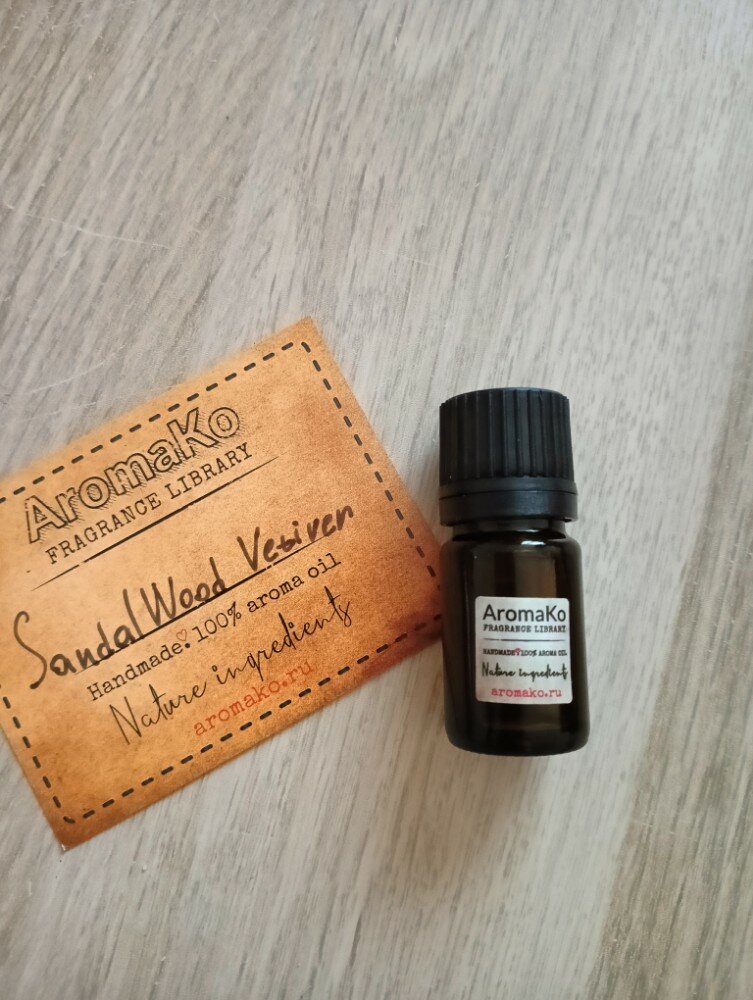 AromaKo
FRAGRANCE LIBRARY
SandalWood Vetiver
Handmade. 100% aroma oil
Nature ingredients
aromako.ru
AromaKo
FRAGRANCE LIBRARY
HANDMADE 100% AROMA OIL
Nature ingredients
aromako.ru